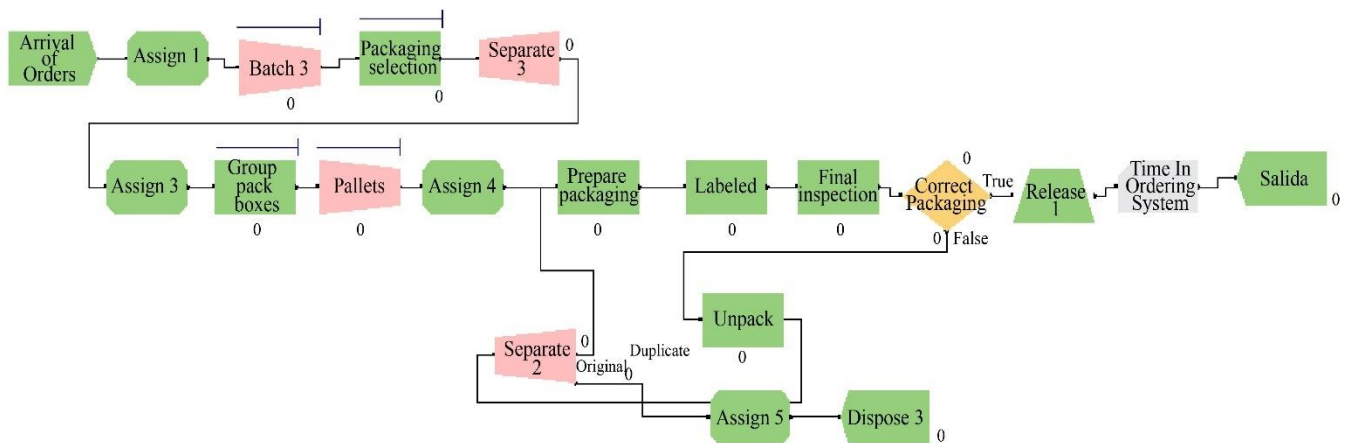 Arrival
of
Orders
Assign 1
Batch 3
0
Packaging
selection
0
Separate
3
0
Assign 3
Group
pack
boxes
0
Pallets
0
Assign 4
Prepare
packaging
0
Labeled
0
Final
inspection
0
0
Correct
Packaging
True
0
False
Release
1
Time In
Ordering
System
Salida
0
Unpack
0
Separate
2
0
Original
Duplicate
0
Assign 5
Dispose 3
0